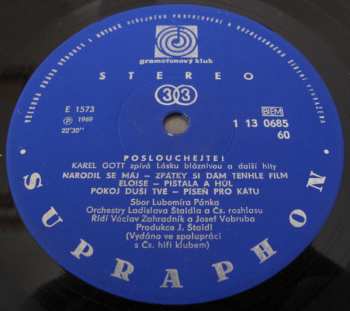 gramofonový klub
STEREO
33
E 1573
Ⓟ 1969
22'30''
BIEM
1 13 0685
60
POSLOUCHEJTE!
KAREL GOTT zpívá Lásku bláznivou a další hity
NARODIL SE MÁJ – ZPÁTKY SI DÁM TENHLE FILM
ELOISE – PÍŠŤALA A HŮL
POKOJ DUŠI TVÉ – PÍSEŇ PRO KÁTU
Sbor Lubomíra Pánka
Orchestry Ladislava Štaidla a Čs. rozhlasu
Řídí Václav Zahradník a Josef Vobruba
Produkce J. Štaidl
(Vydáno ve spolupráci
s Čs. hifi klubem)
• SUPRAPHON •